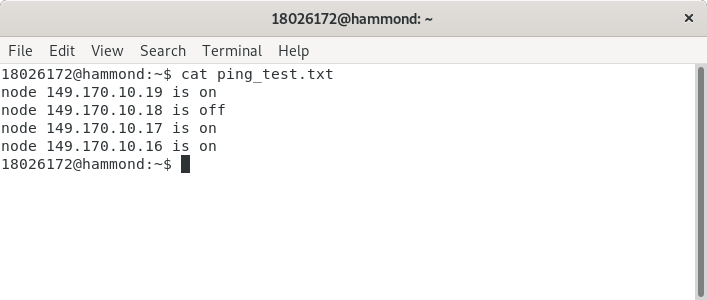 18026172@hammond: ~
×
File Edit View Search Terminal Help
18026172@hammond:~$ cat ping_test.txt
node 149.170.10.19 is on
node 149.170.10.18 is off
node 149.170.10.17 is on
node 149.170.10.16 is on
18026172@hammond:~$